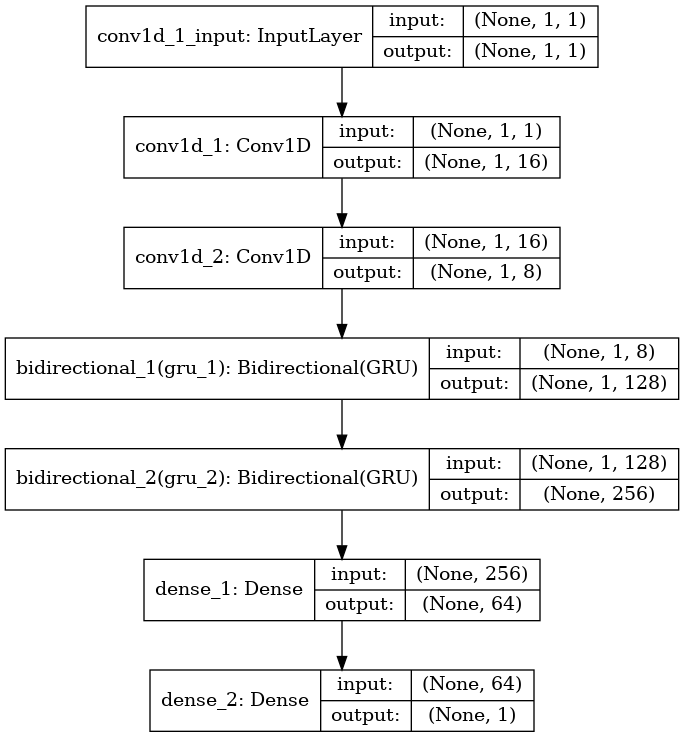 conv1d_1_input: InputLayer input: (None, 1, 1)
output: (None, 1, 1)
conv1d_1: Conv1D input: (None, 1, 1)
output: (None, 1, 16)
conv1d_2: Conv1D input: (None, 1, 16)
output: (None, 1, 8)
bidirectional_1(gru_1): Bidirectional(GRU) input: (None, 1, 8)
output: (None, 1, 128)
bidirectional_2(gru_2): Bidirectional(GRU) input: (None, 1, 128)
output: (None, 256)
dense_1: Dense input: (None, 256)
output: (None, 64)
dense_2: Dense input: (None, 64)
output: (None, 1)